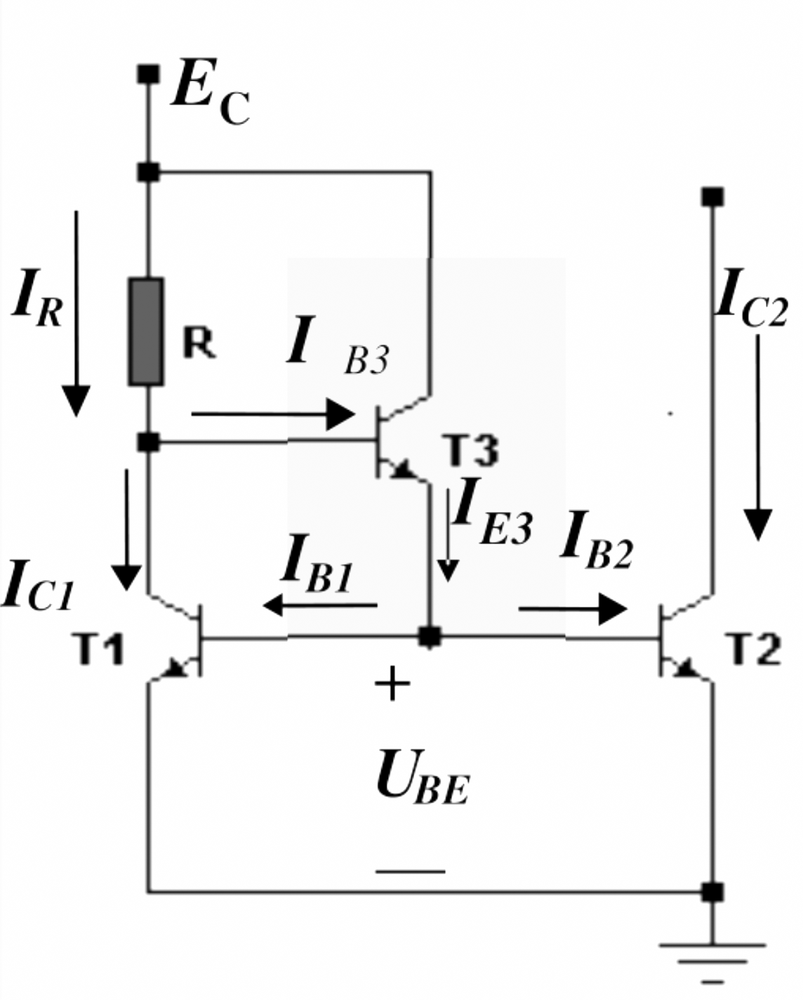 E_C
I_R
R
I_B3
I_C2
T3
I_E3
I_B1
I_B2
I_C1
T1
T2
+
U_BE
—